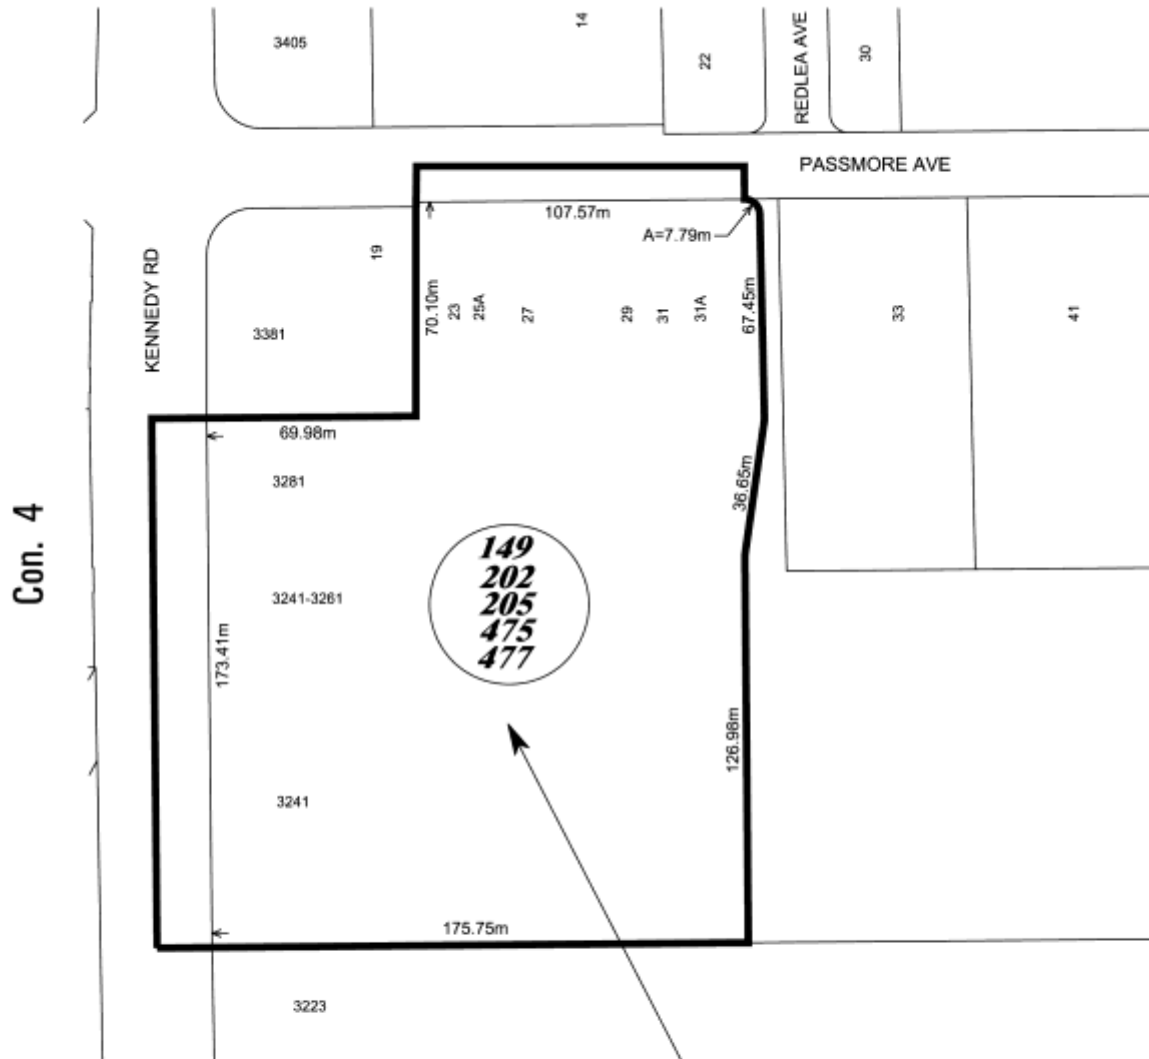 3405
14
22
REDLEA AVE
30
PASSMORE AVE
107.57m
A=7.79m
19
KENNEDY RD
3381
70.10m
23
25A
27
29
31
31A
67.45m
33
41
69.98m
3281
36.65m
Con. 4
149
202
205
475
477
3241-3261
173.41m
126.98m
3241
175.75m
3223